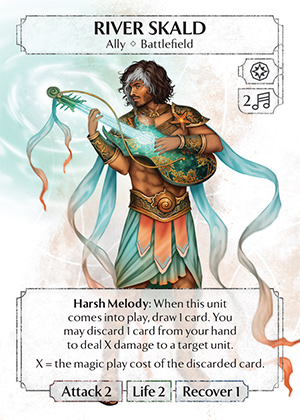 RIVER SKALD
Ally ◇ Battlefield
2
Harsh Melody: When this unit
comes into play, draw 1 card. You
may discard 1 card from your hand
to deal X damage to a target unit.
X = the magic play cost of the discarded card.
Attack 2 Life 2 Recover 1